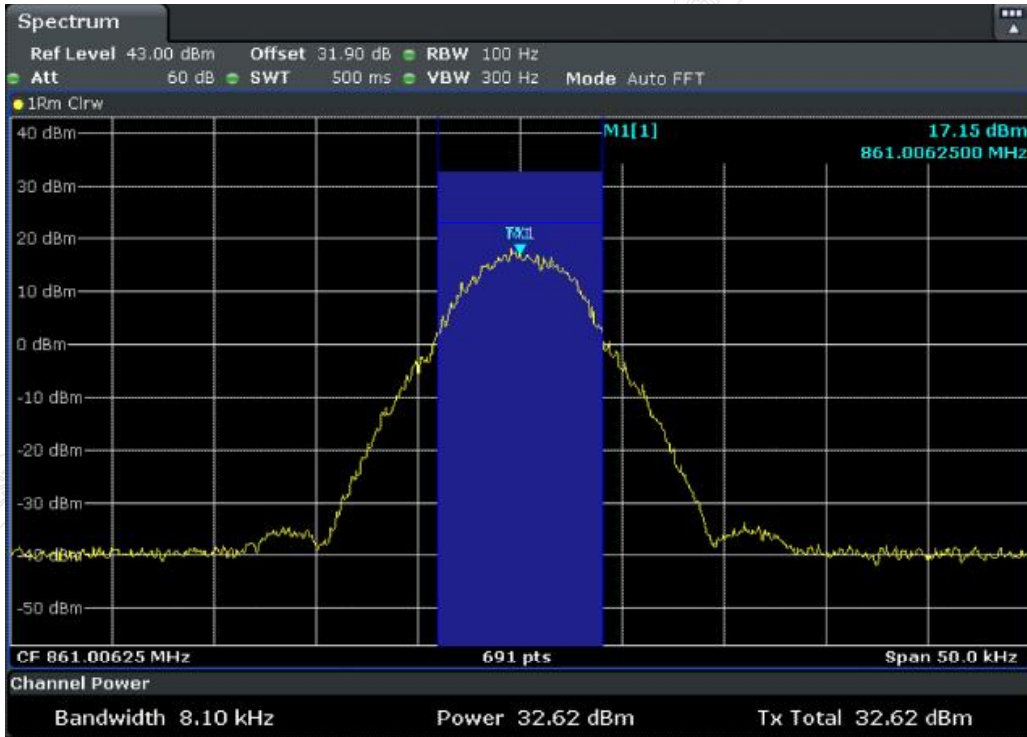 Spectrum
Ref Level 43.00 dBm Offset 31.90 dB RBW 100 Hz
Att 60 dB SWT 500 ms VBW 300 Hz Mode Auto FFT
1Rm Clrw
40 dBm M1[1] 17.15 dBm
861.0062500 MHz
30 dBm
20 dBm
10 dBm
0 dBm
-10 dBm
-20 dBm
-30 dBm
-40 dBm
-50 dBm
CF 861.00625 MHz 691 pts Span 50.0 kHz
Channel Power
Bandwidth 8.10 kHz Power 32.62 dBm Tx Total 32.62 dBm